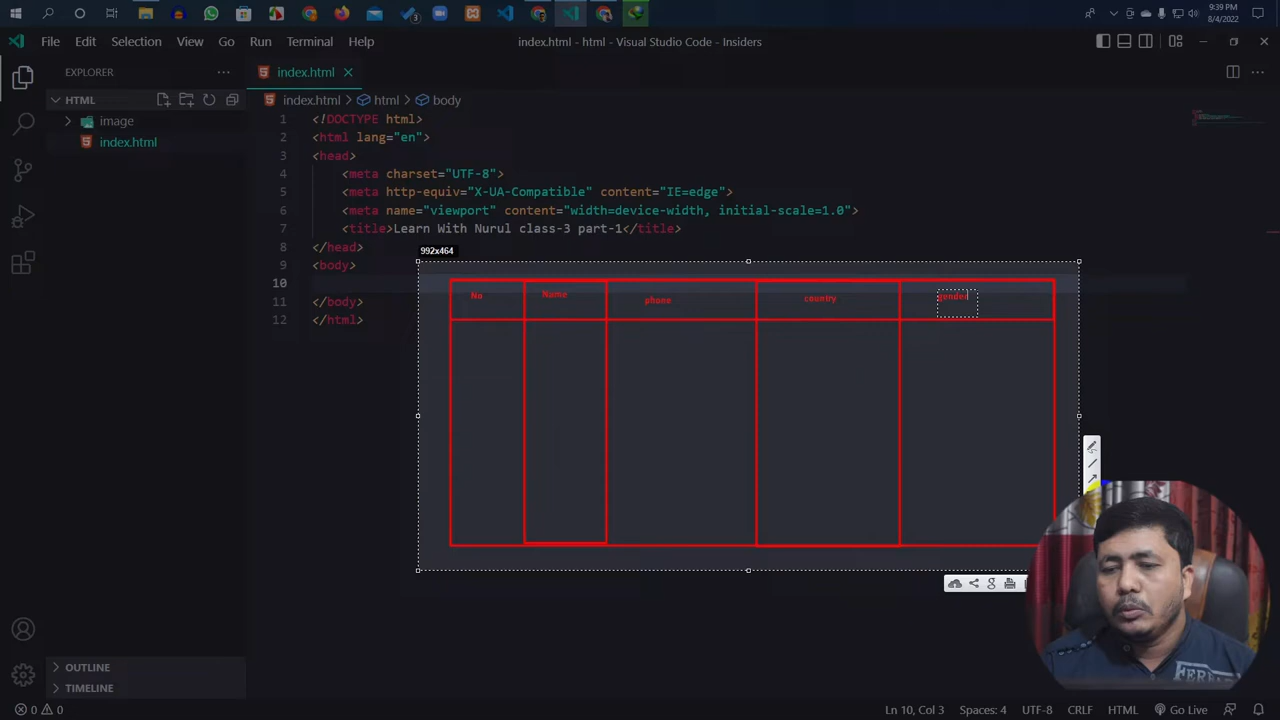 9:39 PM
8/4/2022
3
File Edit Selection View Go Run Terminal Help
index.html - html - Visual Studio Code - Insiders
EXPLORER
index.html
HTML
index.html > html > body
image
index.html
1 <!DOCTYPE html>
2 <html lang="en">
3 <head>
4 <meta charset="UTF-8">
5 <meta http-equiv="X-UA-Compatible" content="IE=edge">
6 <meta name="viewport" content="width=device-width, initial-scale=1.0">
7 <title>Learn With Nurul class-3 part-1</title>
8 </head>
9 <body>
10
11 </body>
12 </html>
992x464
No Name phone country gender
OUTLINE
TIMELINE
0 0
Ln 10, Col 3 Spaces: 4 UTF-8 CRLF HTML Go Live